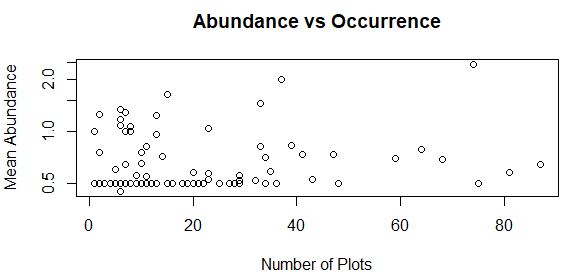 Abundance vs Occurrence
Mean Abundance
2.0
1.0
0.5
0 20 40 60 80
Number of Plots